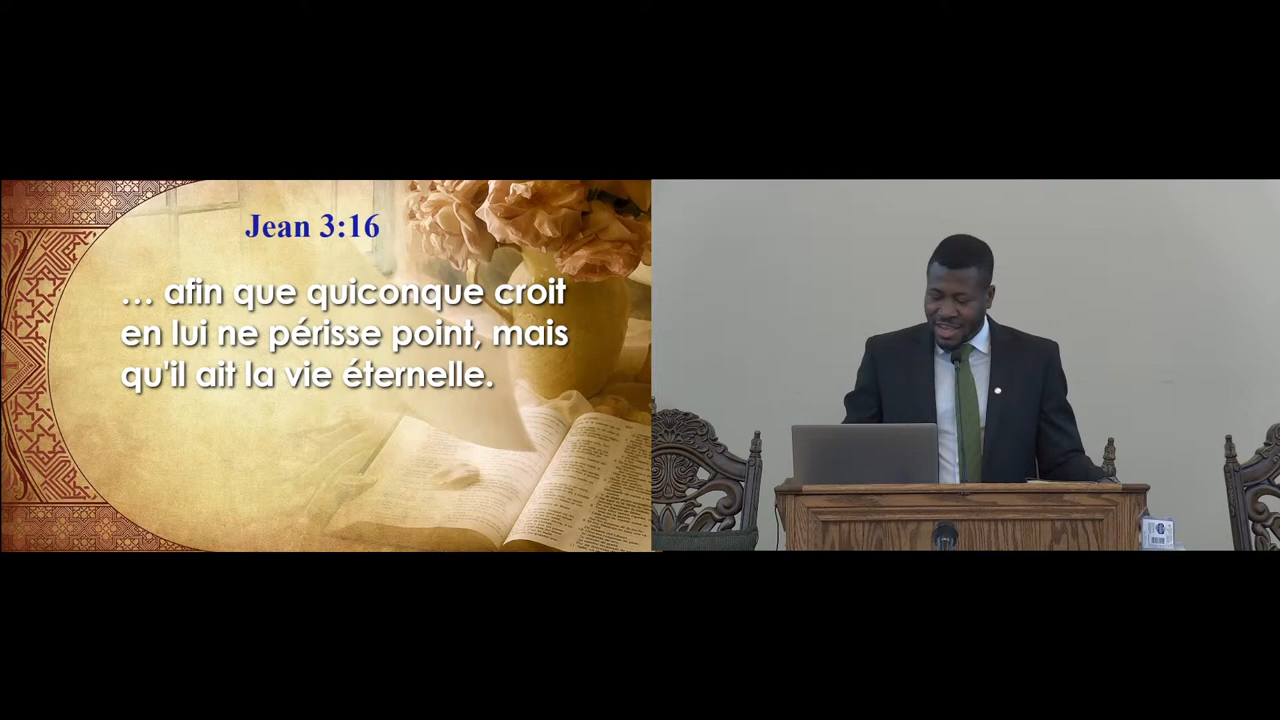 Jean 3:16
... afin que quiconque croit
en lui ne périsse point, mais
qu'il ait la vie éternelle.